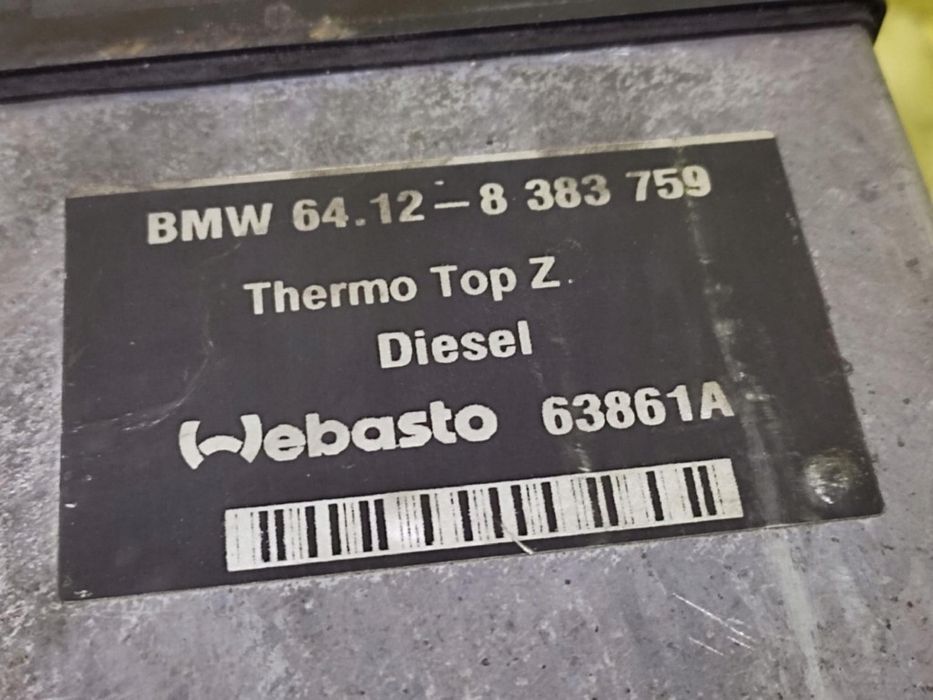 BMW 64.12-8 383 759
Thermo Top Z
Diesel
Webasto 63861A